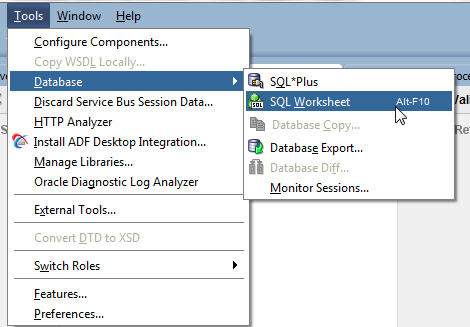 Tools Window Help
Configure Components...
Copy WSDL Locally...
Database
Discard Service Bus Session Data...
HTTP Analyzer
Install ADF Desktop Integration...
Manage Libraries...
Oracle Diagnostic Log Analyzer
External Tools...
Convert DTD to XSD
Switch Roles
Features...
Preferences...
SQL*Plus
SQL Worksheet Alt-F10
Database Copy...
Database Export...
Database Diff...
Monitor Sessions...